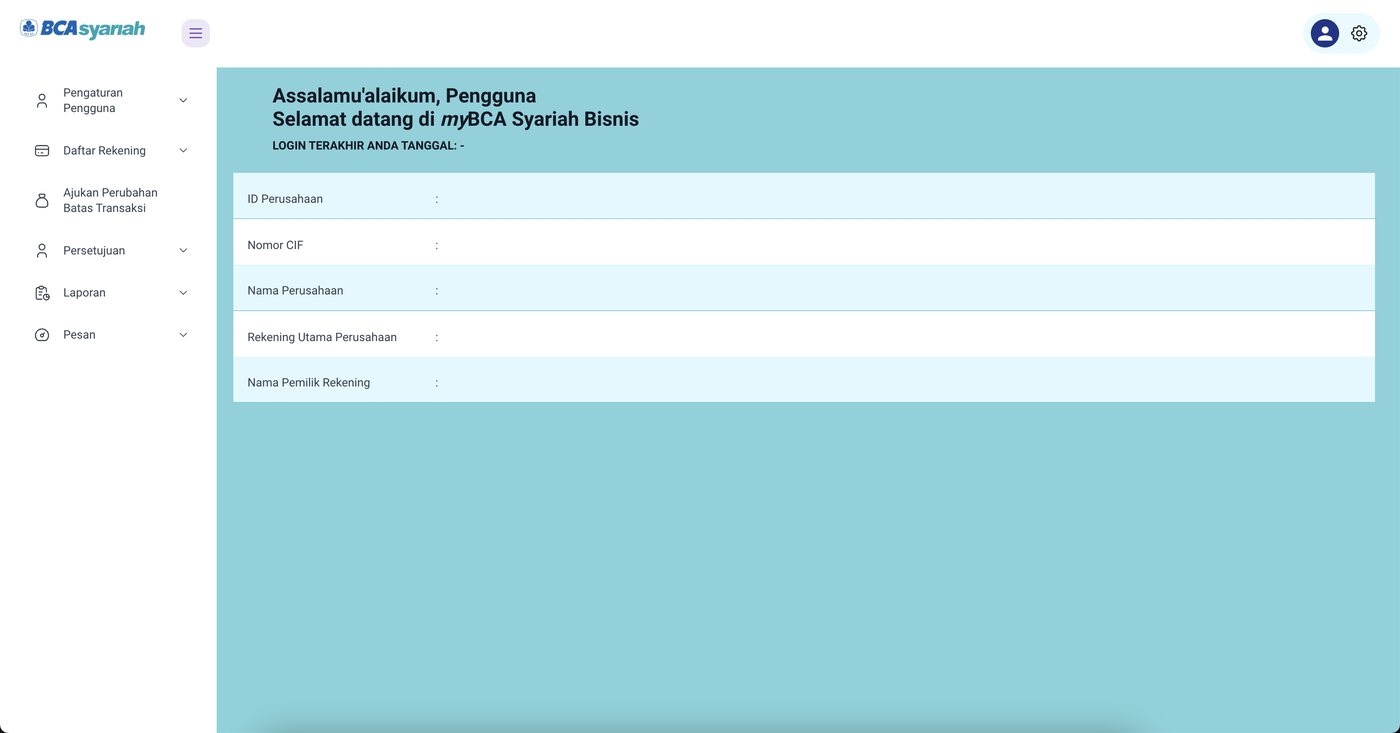 BCAsyariah
Pengaturan
Pengguna
Daftar Rekening
Ajukan Perubahan
Batas Transaksi
Persetujuan
Laporan
Pesan
Assalamu'alaikum, Pengguna
Selamat datang di myBCA Syariah Bisnis
LOGIN TERAKHIR ANDA TANGGAL: -
ID Perusahaan :
Nomor CIF :
Nama Perusahaan :
Rekening Utama Perusahaan :
Nama Pemilik Rekening :